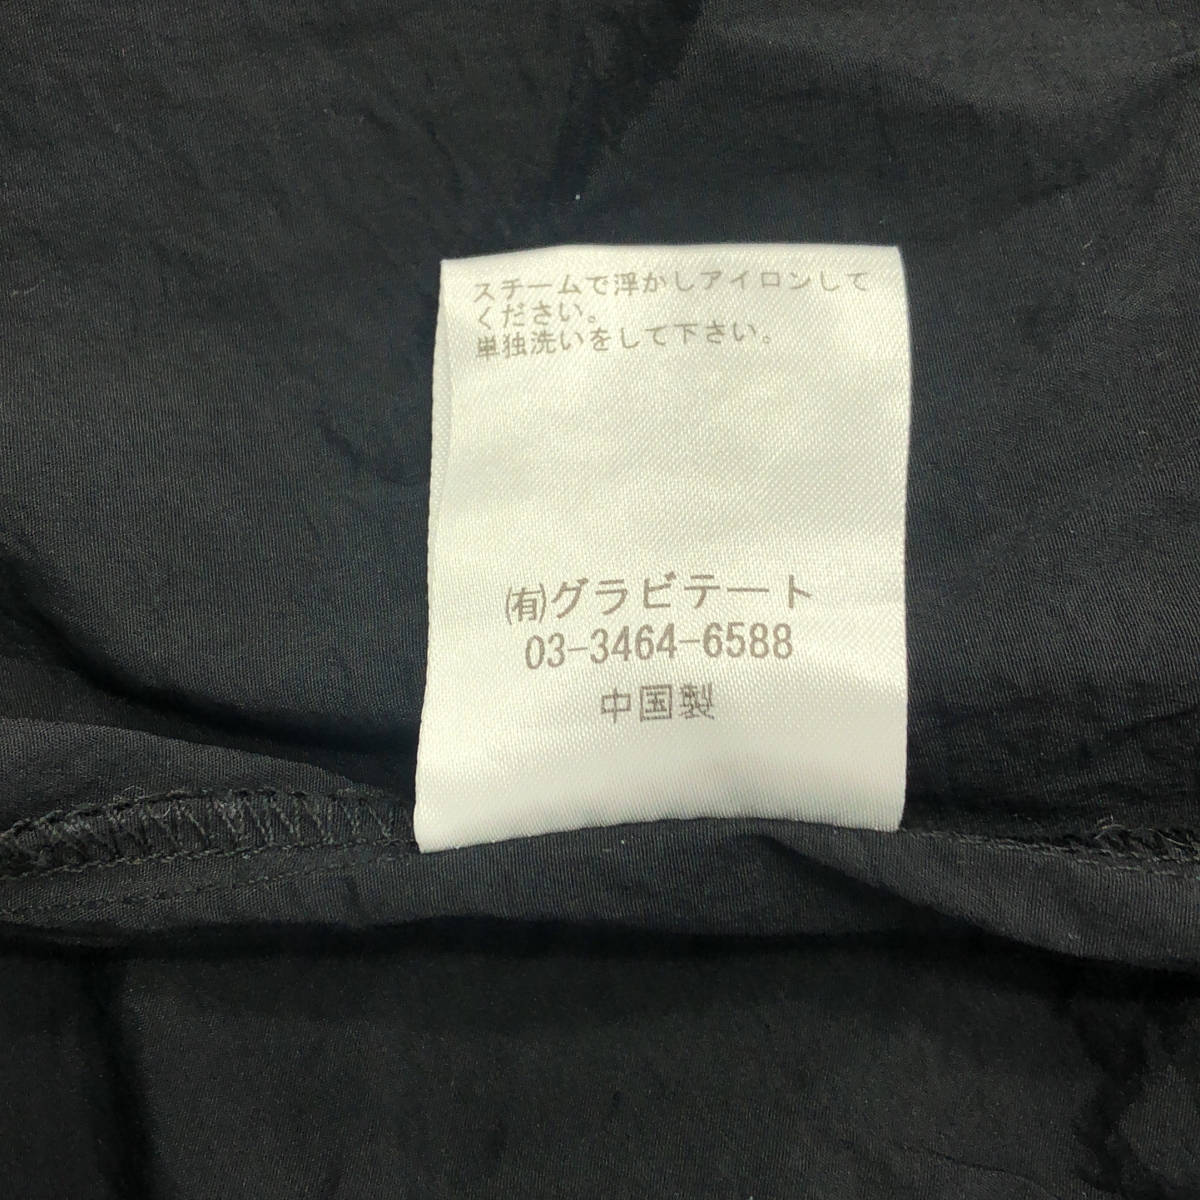 スチームで浮かしアイロンして
ください。
単独洗いをして下さい。
㈲グラビテート
03-3464-6588
中国製